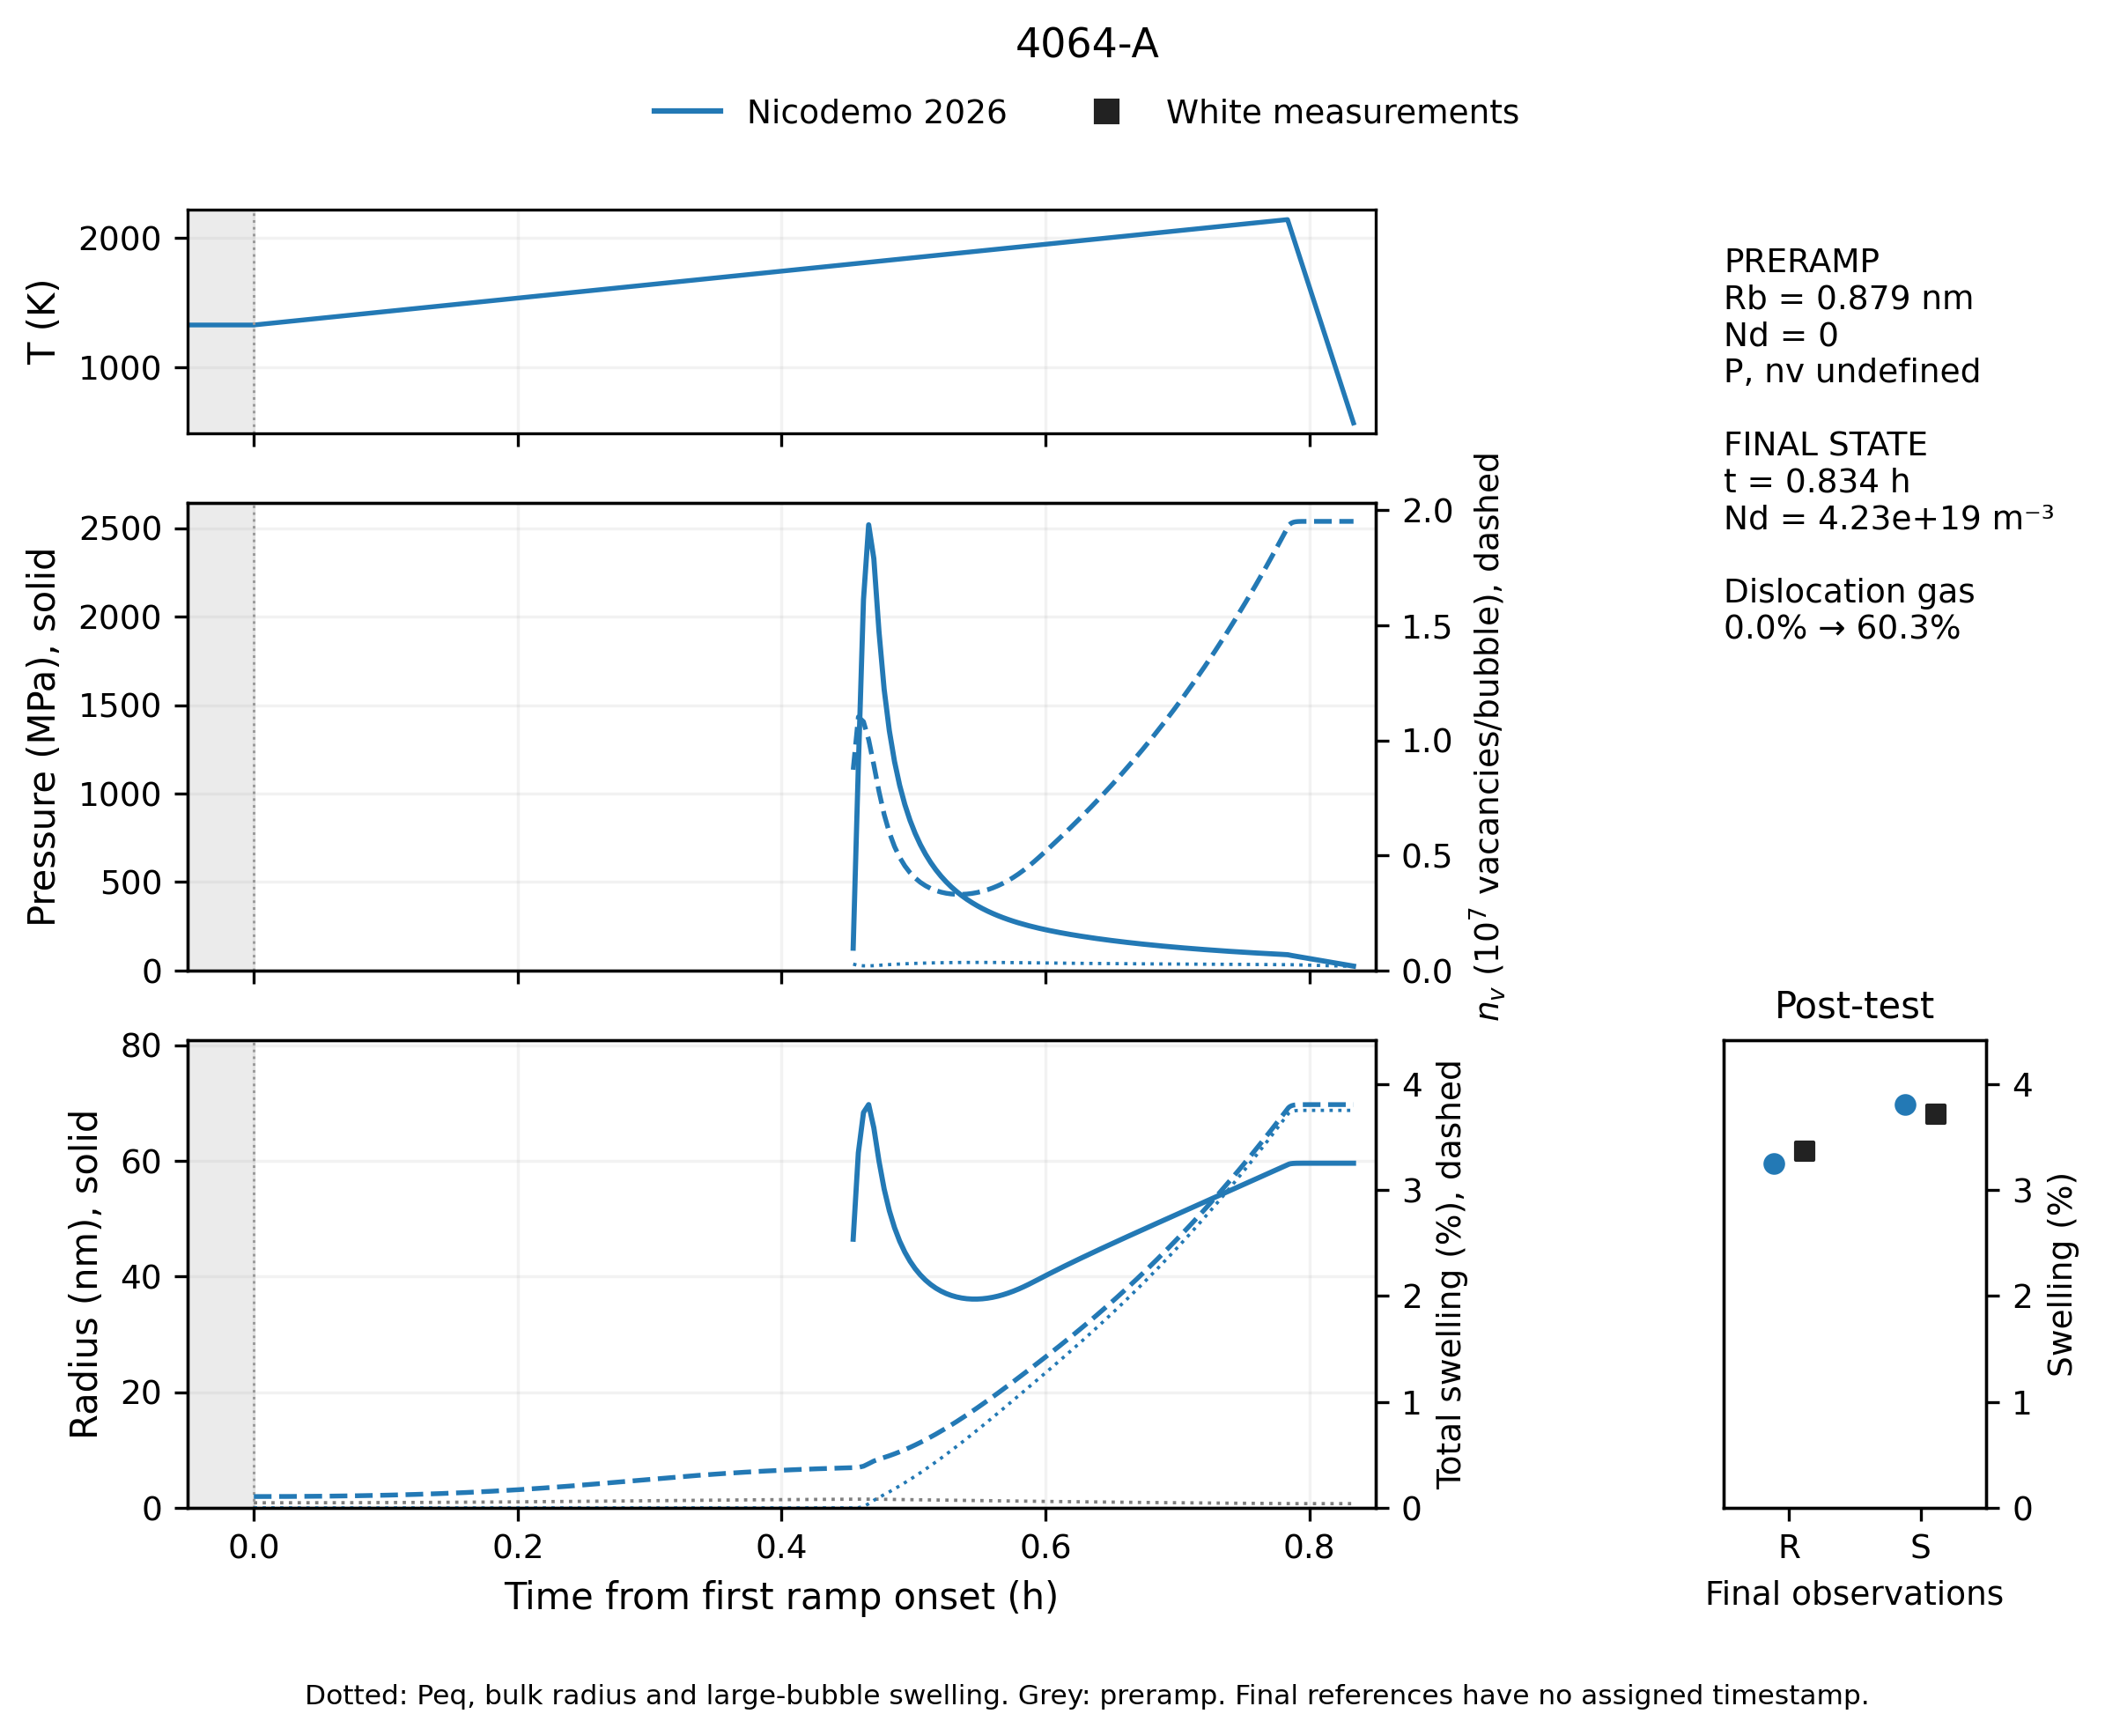 4064-A
Nicodemo 2026
White measurements
T (K)
2000
1000
PRERAMP
Rb = 0.879 nm
Nd = 0
P, nv undefined
FINAL STATE
t = 0.834 h
Nd = 4.23e+19 m⁻³
Dislocation gas
0.0% → 60.3%
Pressure (MPa), solid
2500
2000
1500
1000
500
0
2.0
1.5
1.0
0.5
0.0
nᵥ (10⁷ vacancies/bubble), dashed
Radius (nm), solid
80
60
40
20
0
4
3
2
1
0
Total swelling (%), dashed
0.0 0.2 0.4 0.6 0.8
Time from first ramp onset (h)
Post-test
4
3
2
1
0
Swelling (%)
R S
Final observations
Dotted: Peq, bulk radius and large-bubble swelling. Grey: preramp. Final references have no assigned timestamp.